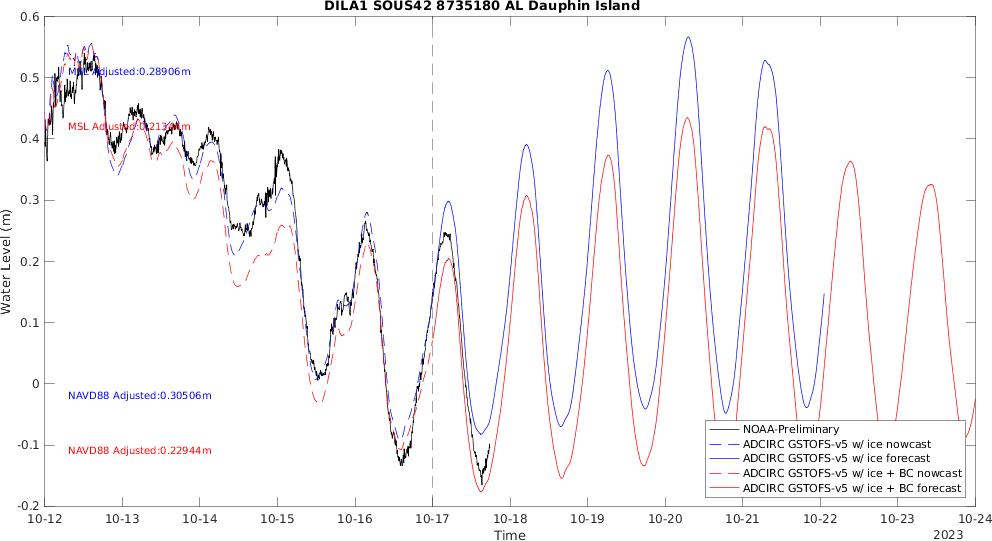 DILA1 SOUS42 8735180 AL Dauphin Island
Water Level (m)
0.6
0.5
0.4
0.3
0.2
0.1
0
-0.1
-0.2
MSL Adjusted:0.28906m
MSL Adjusted:
NAVD88 Adjusted:0.30506m
NAVD88 Adjusted:0.22944m
NOAA-Preliminary
ADCIRC GSTOFS-v5 w/ ice nowcast
ADCIRC GSTOFS-v5 w/ ice forecast
ADCIRC GSTOFS-v5 w/ ice + BC nowcast
ADCIRC GSTOFS-v5 w/ ice + BC forecast
10-12 10-13 10-14 10-15 10-16 10-17 10-18 10-19 10-20 10-21 10-22 10-23 10-24
Time
2023